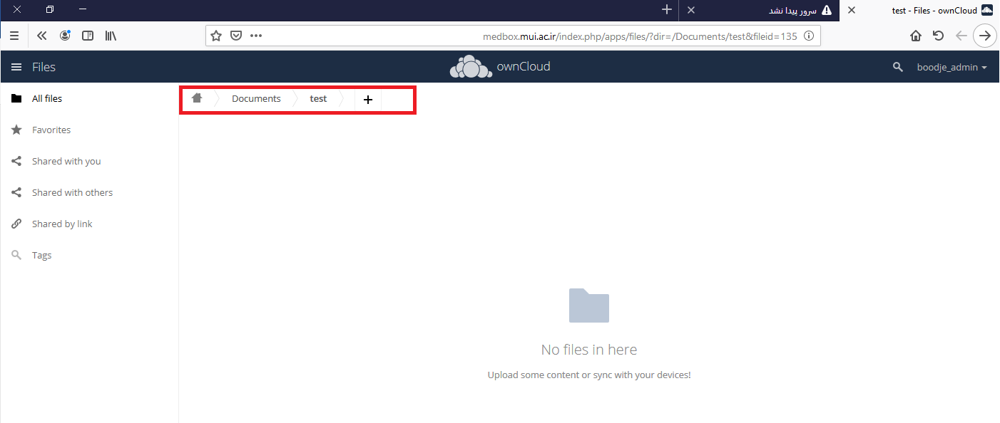 سرور پیدا نشد
test - Files - ownCloud
medbox.mui.ac.ir/index.php/apps/files/?dir=/Documents/test&fileid=135
Files
ownCloud
boodje_admin
All files
Documents
test
Favorites
Shared with you
Shared with others
Shared by link
Tags
No files in here
Upload some content or sync with your devices!